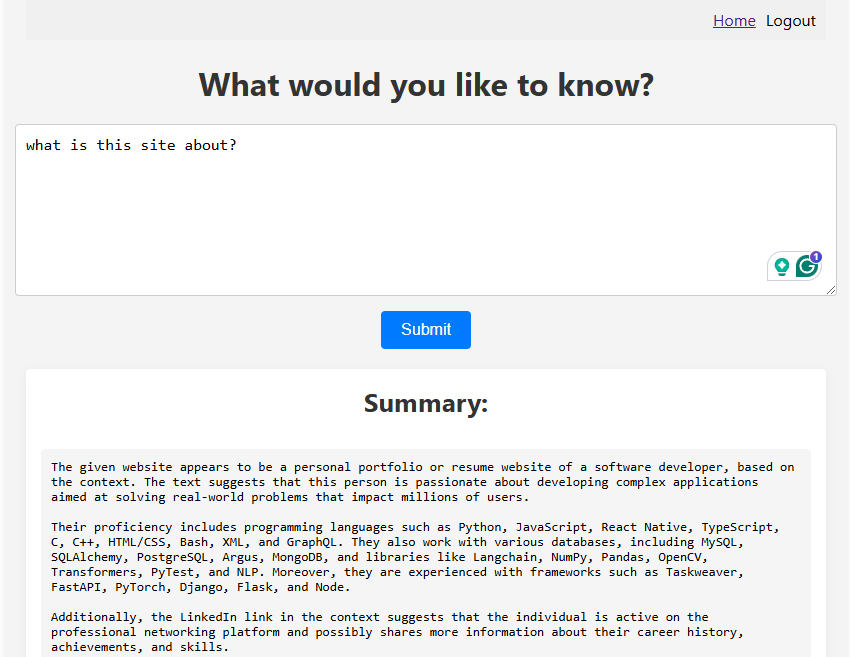 Home Logout
What would you like to know?
what is this site about?
1
Submit
Summary:
The given website appears to be a personal portfolio or resume website of a software developer, based on
the context. The text suggests that this person is passionate about developing complex applications
aimed at solving real-world problems that impact millions of users.
Their proficiency includes programming languages such as Python, JavaScript, React Native, TypeScript,
C, C++, HTML/CSS, Bash, XML, and GraphQL. They also work with various databases, including MySQL,
SQLAlchemy, PostgreSQL, Argus, MongoDB, and libraries like Langchain, NumPy, Pandas, OpenCV,
Transformers, PyTest, and NLP. Moreover, they are experienced with frameworks such as Taskweaver,
FastAPI, PyTorch, Django, Flask, and Node.
Additionally, the LinkedIn link in the context suggests that the individual is active on the
professional networking platform and possibly shares more information about their career history,
achievements, and skills.